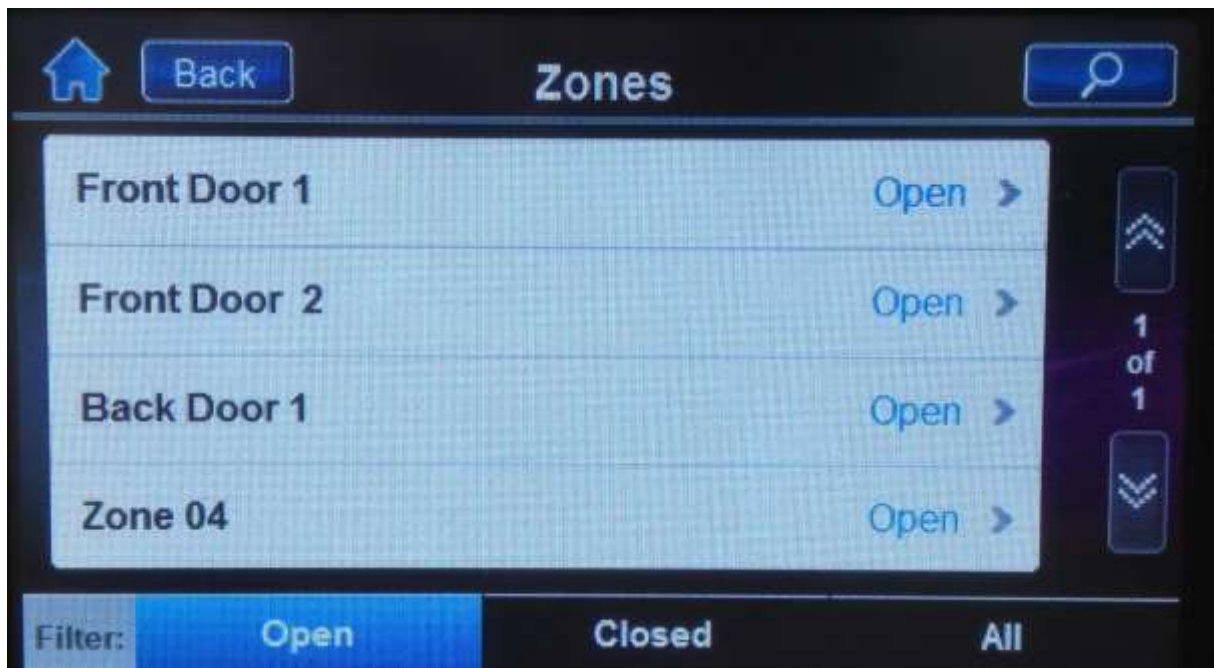 Back Zones
Front Door 1 Open
Front Door 2 Open
Back Door 1 Open
Zone 04 Open
1
of
1
Filter: Open Closed All